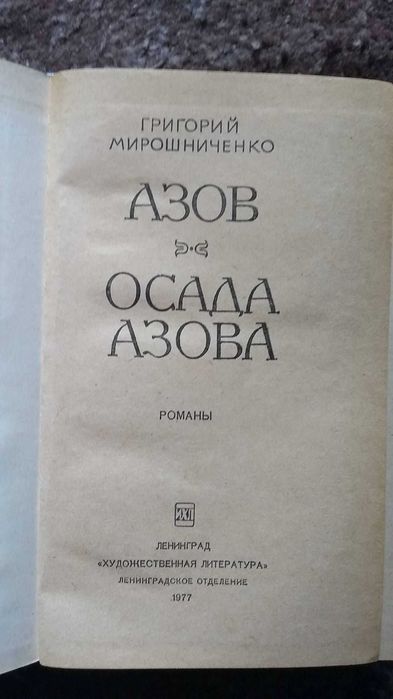 ГРИГОРИЙ
МИРОШНИЧЕНКО
АЗОВ
ОСАДА
АЗОВА
РОМАНЫ
ЛЕНИНГРАД
«ХУДОЖЕСТВЕННАЯ ЛИТЕРАТУРА»
ЛЕНИНГРАДСКОЕ ОТДЕЛЕНИЕ
1977